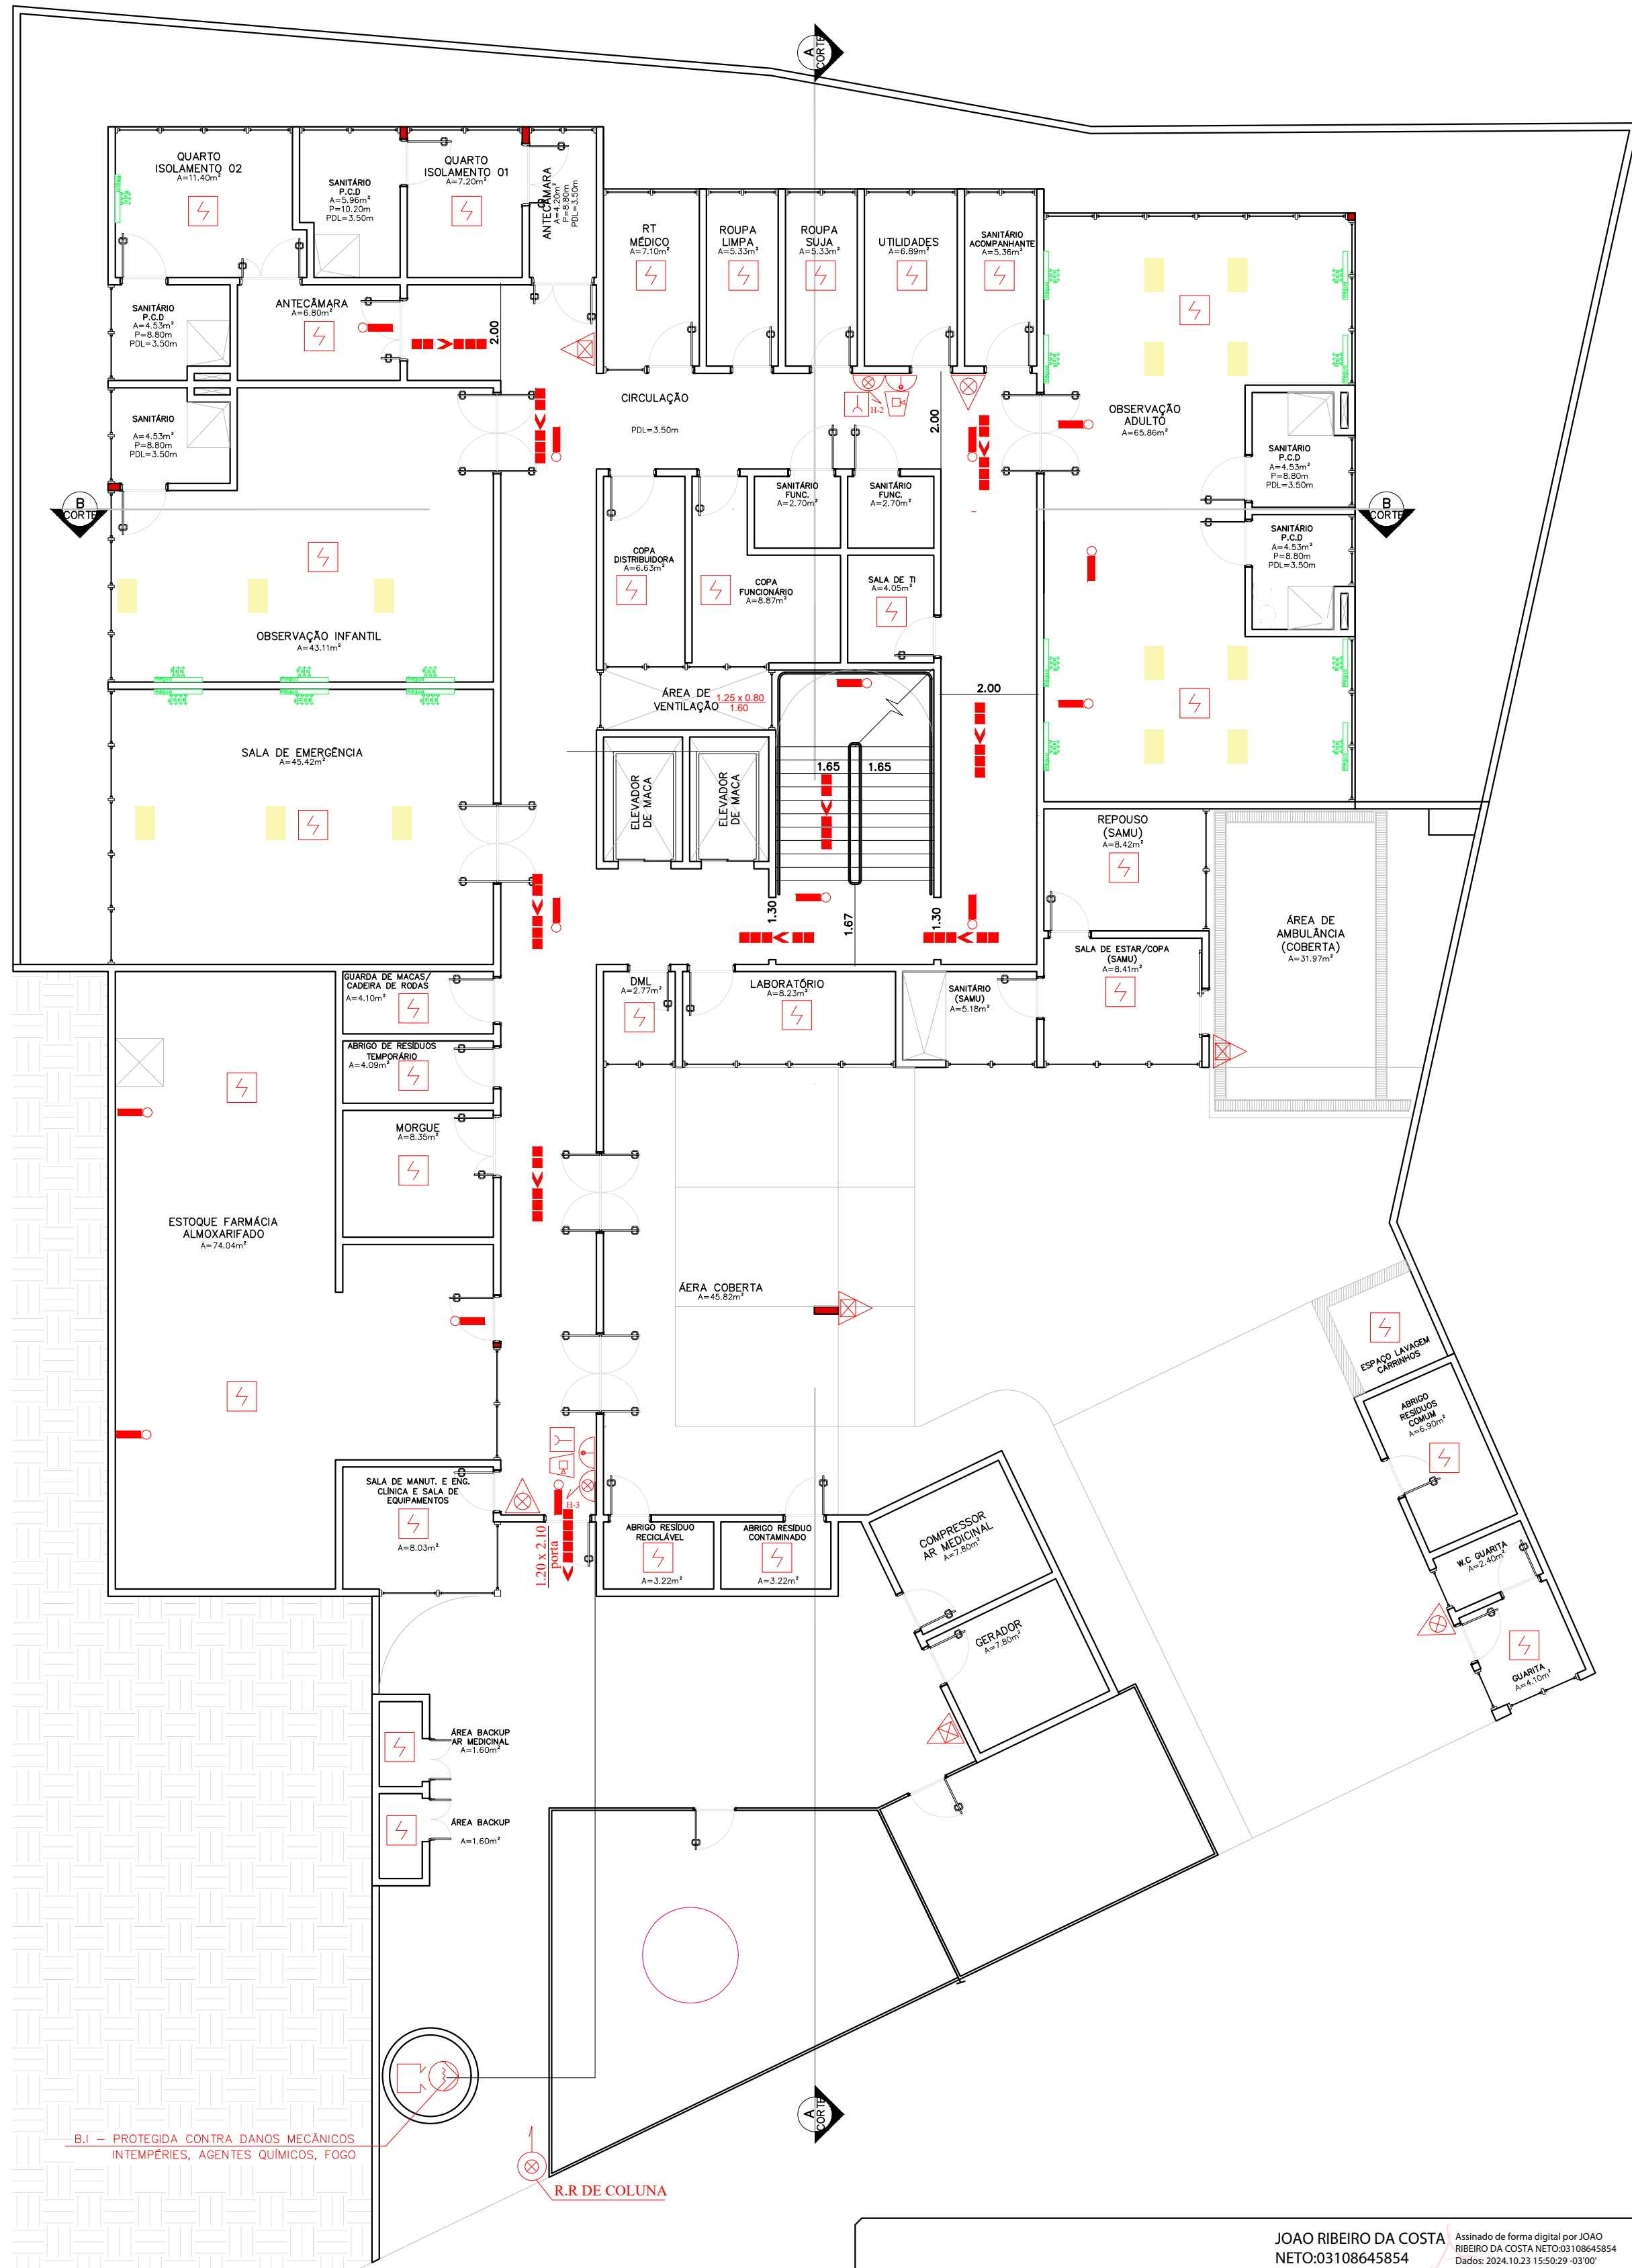 A
CORTE
QUARTO
ISOLAMENTO 02
A=11.40m²
SANITÁRIO
P.C.D
A=5.96m²
P=10.20m
PDL=3.50m
QUARTO
ISOLAMENTO 01
A=7.20m²
ANTECÂMARA
A=4.20m²
P=8.80m
PDL=3.50m
RT
MÉDICO
A=7.10m²
ROUPA
LIMPA
A=5.33m²
ROUPA
SUJA
A=5.33m²
UTILIDADES
A=6.89m²
SANITÁRIO
ACOMPANHANTE
A=5.36m²
SANITÁRIO
P.C.D
A=4.53m²
P=8.80m
PDL=3.50m
ANTECÂMARA
A=6.80m²
2.00
CIRCULAÇÃO
PDL=3.50m
H-2
2.00
OBSERVAÇÃO
ADULTO
A=65.86m²
SANITÁRIO
A=4.53m²
P=8.80m
PDL=3.50m
SANITÁRIO
P.C.D
A=4.53m²
P=8.80m
PDL=3.50m
B
CORTE
SANITÁRIO
FUNC.
A=2.70m²
SANITÁRIO
FUNC.
A=2.70m²
B
CORTE
SANITÁRIO
P.C.D
A=4.53m²
P=8.80m
PDL=3.50m
COPA
DISTRIBUIDORA
A=6.63m²
COPA
FUNCIONÁRIO
A=8.87m²
SALA DE TI
A=4.05m²
OBSERVAÇÃO INFANTIL
A=43.11m²
ÁREA DE
VENTILAÇÃO
1.25 x 0.80
1.60
2.00
SALA DE EMERGÊNCIA
A=45.42m²
ELEVADOR
DE MACA
ELEVADOR
DE MACA
1.65
1.65
REPOUSO
(SAMU)
A=8.42m²
1.30
1.67
1.30
ÁREA DE
AMBULÂNCIA
(COBERTA)
A=31.97m²
SALA DE ESTAR/COPA
(SAMU)
A=8.41m²
GUARDA DE MACAS/
CADEIRA DE RODAS
A=4.10m²
DML
A=2.77m²
LABORATÓRIO
A=8.23m²
SANITÁRIO
(SAMU)
A=5.18m²
ABRIGO DE RESÍDUOS
TEMPORÁRIO
A=4.09m²
MORGUE
A=8.35m²
ESTOQUE FARMÁCIA
ALMOXARIFADO
A=74.04m²
ÁERA COBERTA
A=45.82m²
ESPAÇO LAVAGEM
CARRINHOS
ABRIGO
RESÍDUOS
COMUM
A=6.90m²
SALA DE MANUT. E ENG.
CLÍNICA E SALA DE
EQUIPAMENTOS
A=8.03m²
H-3
1.20 x 2.10
porta
ABRIGO RESÍDUO
RECICLÁVEL
A=3.22m²
ABRIGO RESÍDUO
CONTAMINADO
A=3.22m²
COMPRESSOR
AR MEDICINAL
A=7.80m²
W.C GUARITA
A=2.40m²
GERADOR
A=7.80m²
GUARITA
A=4.10m²
ÁREA BACKUP
AR MEDICINAL
A=1.60m²
ÁREA BACKUP
A=1.60m²
B.I – PROTEGIDA CONTRA DANOS MECÂNICOS
INTEMPÉRIES, AGENTES QUÍMICOS, FOGO
A
CORTE
R.R DE COLUNA
JOAO RIBEIRO DA COSTA
NETO:03108645854
Assinado de forma digital por JOAO
RIBEIRO DA COSTA NETO:03108645854
Dados: 2024.10.23 15:50:29 -03'00'